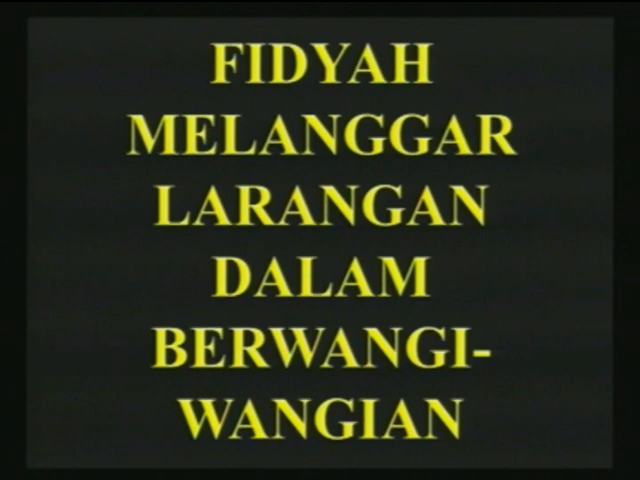 FIDYAH
MELANGGAR
LARANGAN
DALAM
BERWANGI-
WANGIAN